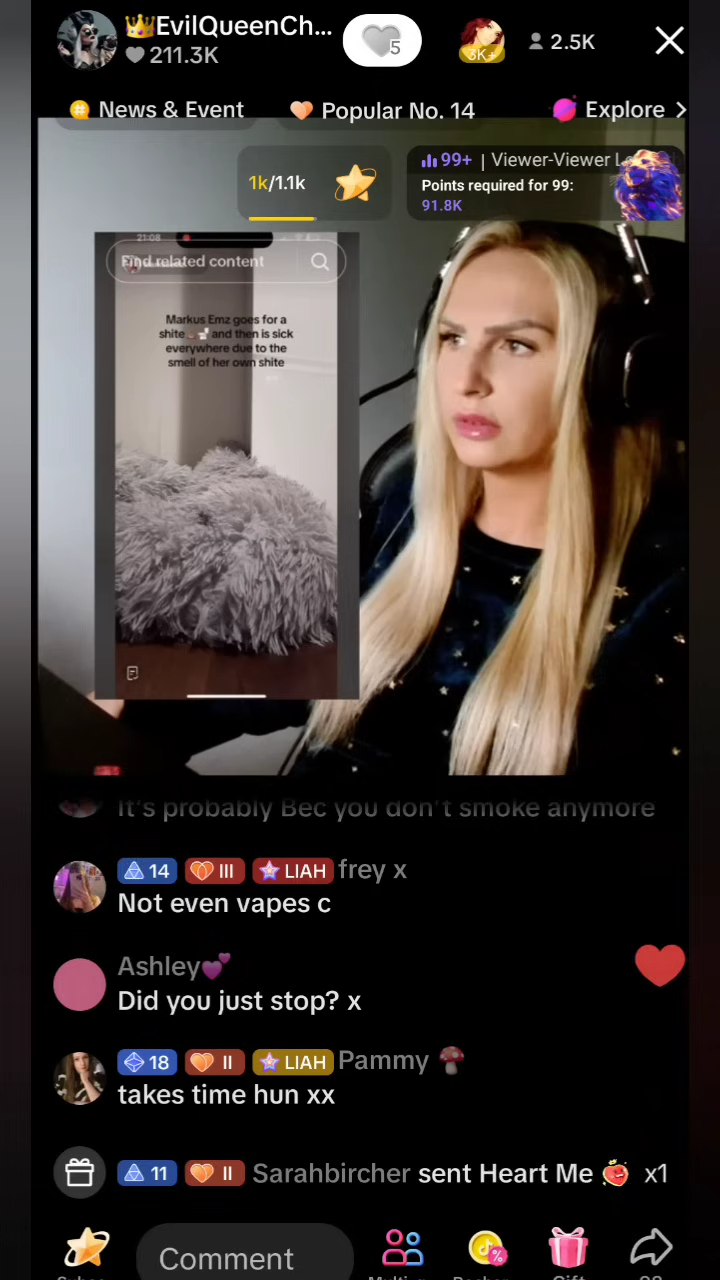 👑EvilQueenCh...
211.3K
5
3K+
2.5K
News & Event
Popular No. 14
Explore >
1k/1.1k
99+ | Viewer-Viewer L
Points required for 99:
91.8K
21:08
Find related content
Markus Emz goes for a
shite and then is sick
everywhere due to the
smell of her own shite
It's probably Bec you don't smoke anymore
14 III LIAH frey x
Not even vapes c
Ashley💕
Did you just stop? x
18 II LIAH Pammy 🍄
takes time hun xx
11 II Sarahbircher sent Heart Me x1
Comment
Gift